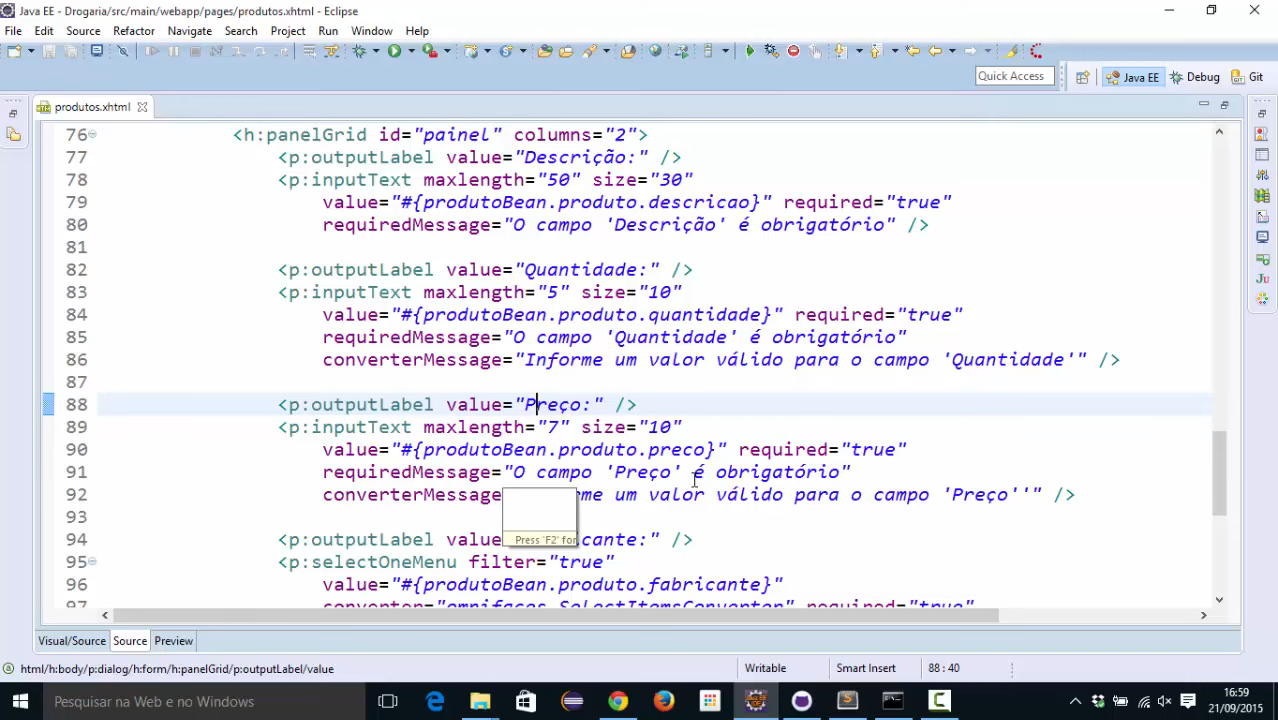 Java EE - Drogaria/src/main/webapp/pages/produtos.xhtml - Eclipse
File Edit Source Refactor Navigate Search Project Run Window Help
Quick Access Java EE Debug Git
produtos.xhtml
76 <h:panelGrid id="painel" columns="2">
77 <p:outputLabel value="Descrição:" />
78 <p:inputText maxlength="50" size="30"
79 value="#{produtoBean.produto.descricao}" required="true"
80 requiredMessage="O campo 'Descrição' é obrigatório" />
81
82 <p:outputLabel value="Quantidade:" />
83 <p:inputText maxlength="5" size="10"
84 value="#{produtoBean.produto.quantidade}" required="true"
85 requiredMessage="O campo 'Quantidade' é obrigatório"
86 converterMessage="Informe um valor válido para o campo 'Quantidade'" />
87
88 <p:outputLabel value="Preço:" />
89 <p:inputText maxlength="7" size="10"
90 value="#{produtoBean.produto.preco}" required="true"
91 requiredMessage="O campo 'Preço' é obrigatório"
92 converterMessage me um valor válido para o campo 'Preço''" />
93
Press 'F2' for
94 <p:outputLabel valu cante:" />
95 <p:selectOneMenu filter="true"
96 value="#{produtoBean.produto.fabricante}"
97 converter="omnifaces.SelectItemsConverter" required="true"
Visual/Source Source Preview
html/h:body/p:dialog/h:form/h:panelGrid/p:outputLabel/value Writable Smart Insert 88 : 40
Pesquisar na Web e no Windows 16:59
21/09/2015